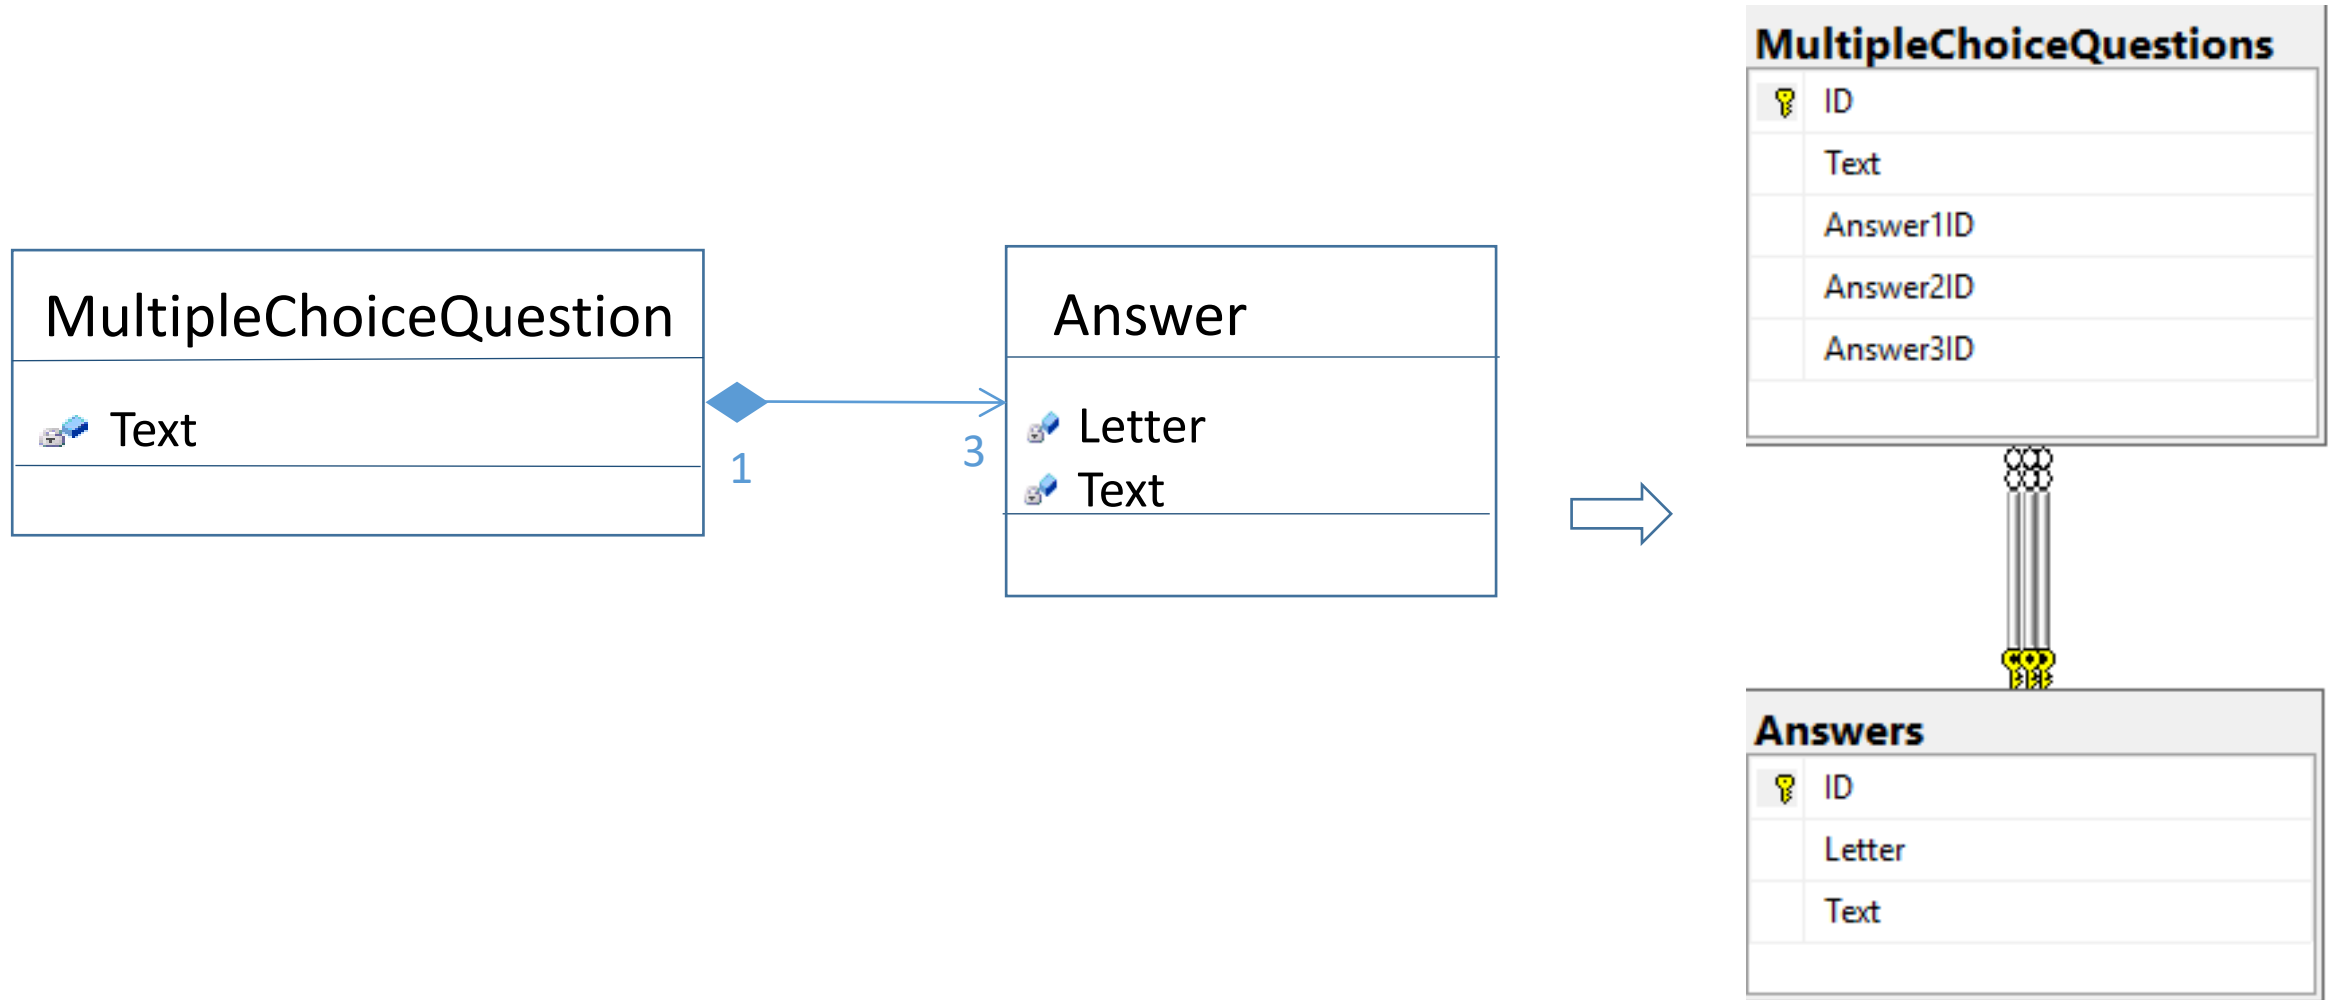 MultipleChoiceQuestion
Text
1
3
Answer
Letter
Text
MultipleChoiceQuestions
ID
Text
Answer1ID
Answer2ID
Answer3ID
Answers
ID
Letter
Text